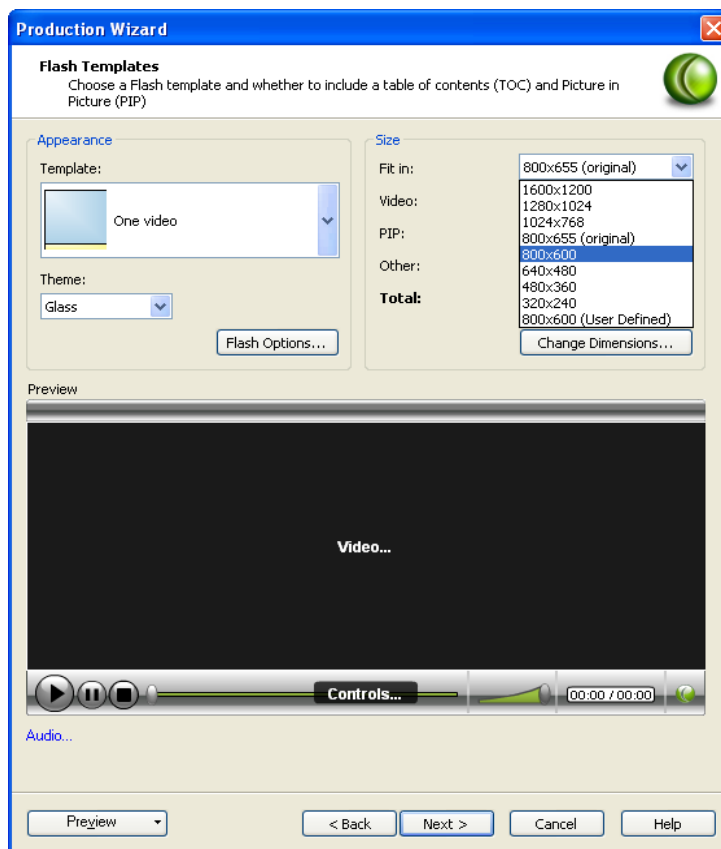 Production Wizard
Flash Templates
Choose a Flash template and whether to include a table of contents (TOC) and Picture in
Picture (PIP)
Appearance
Template:
One video
Theme:
Glass
Flash Options...
Size
Fit in:
800x655 (original)
1600x1200
1280x1024
1024x768
800x655 (original)
800x600
640x480
480x360
320x240
800x600 (User Defined)
Video:
PIP:
Other:
Total:
Change Dimensions...
Preview
Video...
Controls...
00:00 / 00:00
Audio...
Preview
< Back
Next >
Cancel
Help